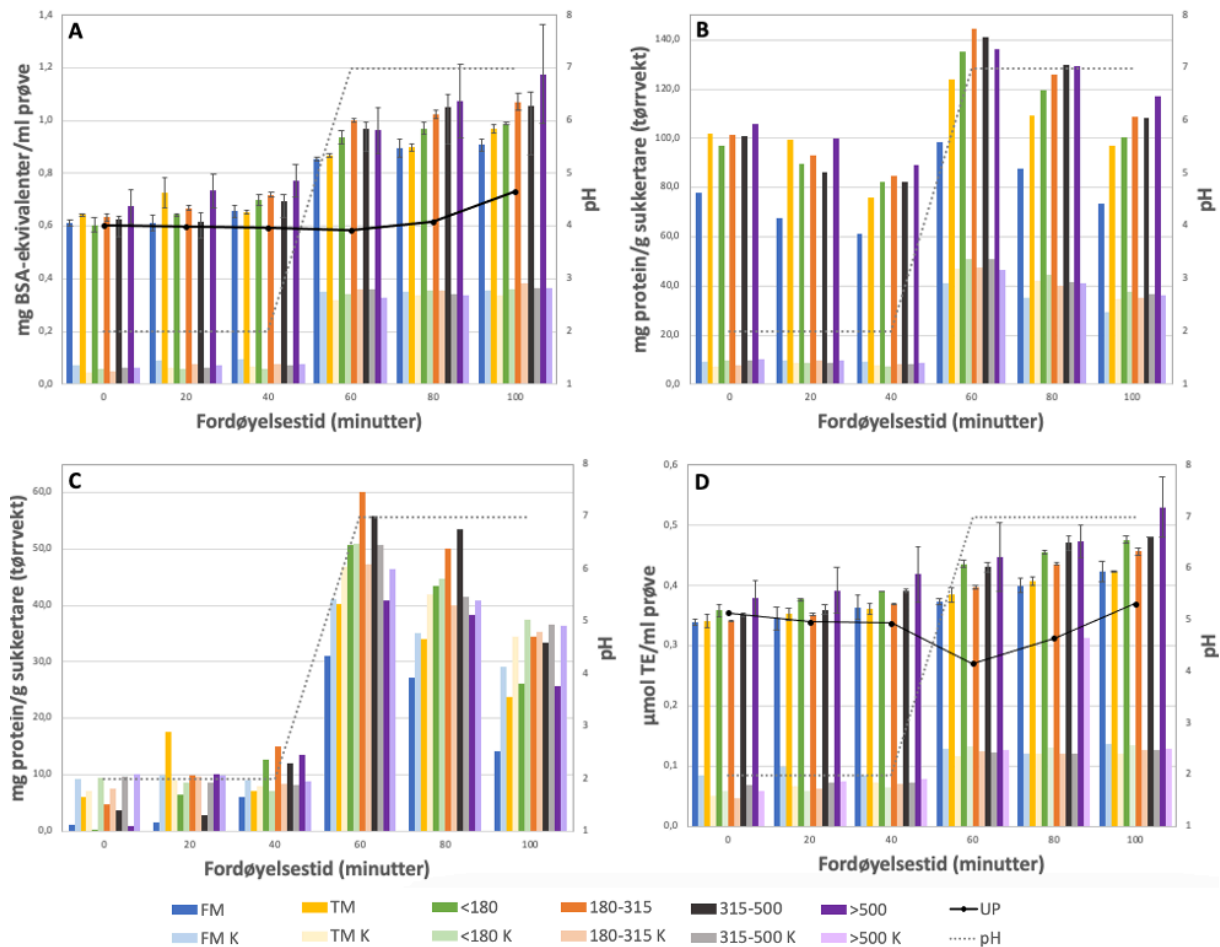 A
B
mg BSA-ekvivalenter/ml prøve
1,4
1,2
1,0
0,8
0,6
0,4
0,2
0,0
8
7
6
5
4
3
2
1
pH
0 20 40 60 80 100
Fordøyelsestid (minutter)
mg protein/g sukkertare (tørrvekt)
140,0
120,0
100,0
80,0
60,0
40,0
20,0
0,0
8
7
6
5
4
3
2
1
pH
0 20 40 60 80 100
Fordøyelsestid (minutter)
C
mg protein/g sukkertare (tørrvekt)
60,0
50,0
40,0
30,0
20,0
10,0
0,0
8
7
6
5
4
3
2
1
pH
0 20 40 60 80 100
Fordøyelsestid (minutter)
D
µmol TE/ml prøve
0,6
0,5
0,4
0,3
0,2
0,1
0,0
8
7
6
5
4
3
2
1
pH
0 20 40 60 80 100
Fordøyelsestid (minutter)
FM TM <180 180-315 315-500 >500 UP
FM K TM K <180 K 180-315 K 315-500 K >500 K pH